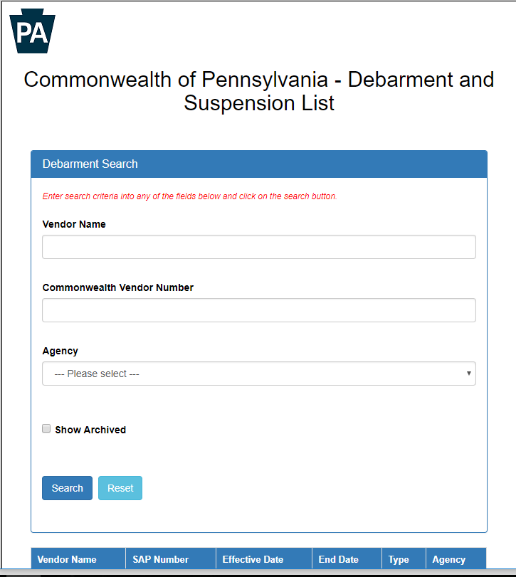 PA
Commonwealth of Pennsylvania - Debarment and
Suspension List
Debarment Search
Enter search criteria into any of the fields below and click on the search button.
Vendor Name
Commonwealth Vendor Number
Agency
--- Please select ---
Show Archived
Search Reset
Vendor Name SAP Number Effective Date End Date Type Agency